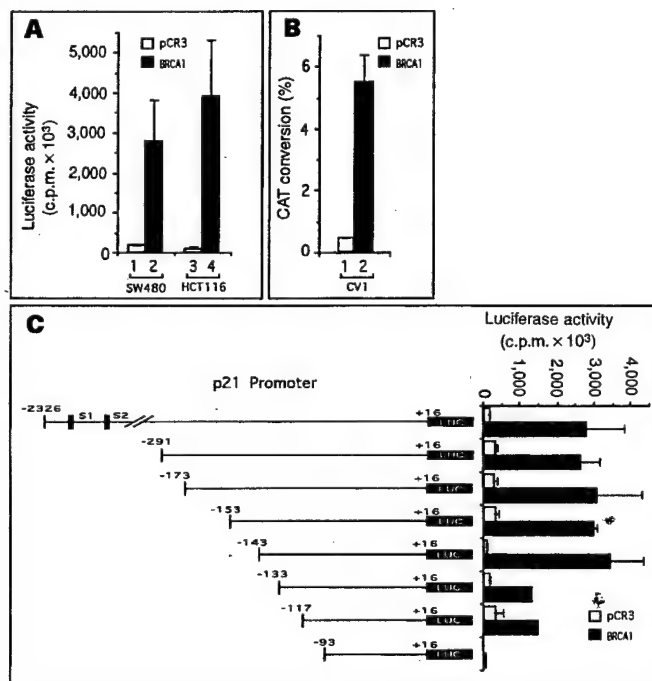 A
Luciferase activity
(c.p.m. × 10³)
5,000
4,000
3,000
2,000
1,000
0
1 2 3 4
SW480 HCT116
B
pCR3
BRCA1
CAT conversion (%)
6
4
2
0
1 2
CV1
C
Luciferase activity
(c.p.m. × 10³)
1,000
2,000
3,000
4,000
0
p21 Promoter
-2326 S1 S2 +16 LUC
-291 +16 LUC
-173 +16 LUC
-153 +16 LUC
-143 +16 LUC
-133 +16 LUC
-117 +16 LUC
-93 +16 LUC
pCR3
BRCA1